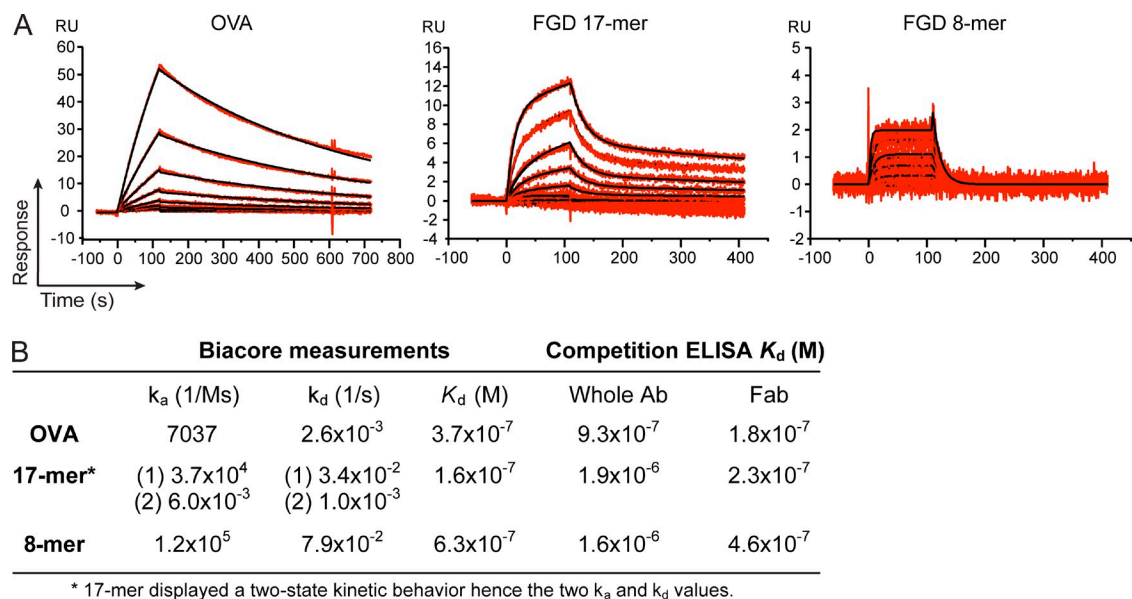 A
OVA
FGD 17-mer
FGD 8-mer
RU
RU
RU
60
50
40
30
20
10
0
-10
-100 0 100 200 300 400 500 600 700 800
16
14
12
10
8
6
4
2
0
-2
-4
0 100 200 300 400
5
4
3
2
1
0
-1
2
0 100 200 300 400
Response
Time (s)
B
Biacore measurements Competition ELISA Kd (M)
ka (1/Ms) kd (1/s) Kd (M) Whole Ab Fab
OVA 7037 2.6x10⁻³ 3.7x10⁻⁷ 9.3x10⁻⁷ 1.8x10⁻⁷
17-mer* (1) 3.7x10⁴ (1) 3.4x10⁻² 1.6x10⁻⁷ 1.9x10⁻⁶ 2.3x10⁻⁷
(2) 6.0x10⁻³ (2) 1.0x10⁻³
8-mer 1.2x10⁵ 7.9x10⁻² 6.3x10⁻⁷ 1.6x10⁻⁶ 4.6x10⁻⁷
* 17-mer displayed a two-state kinetic behavior hence the two ka and kd values.